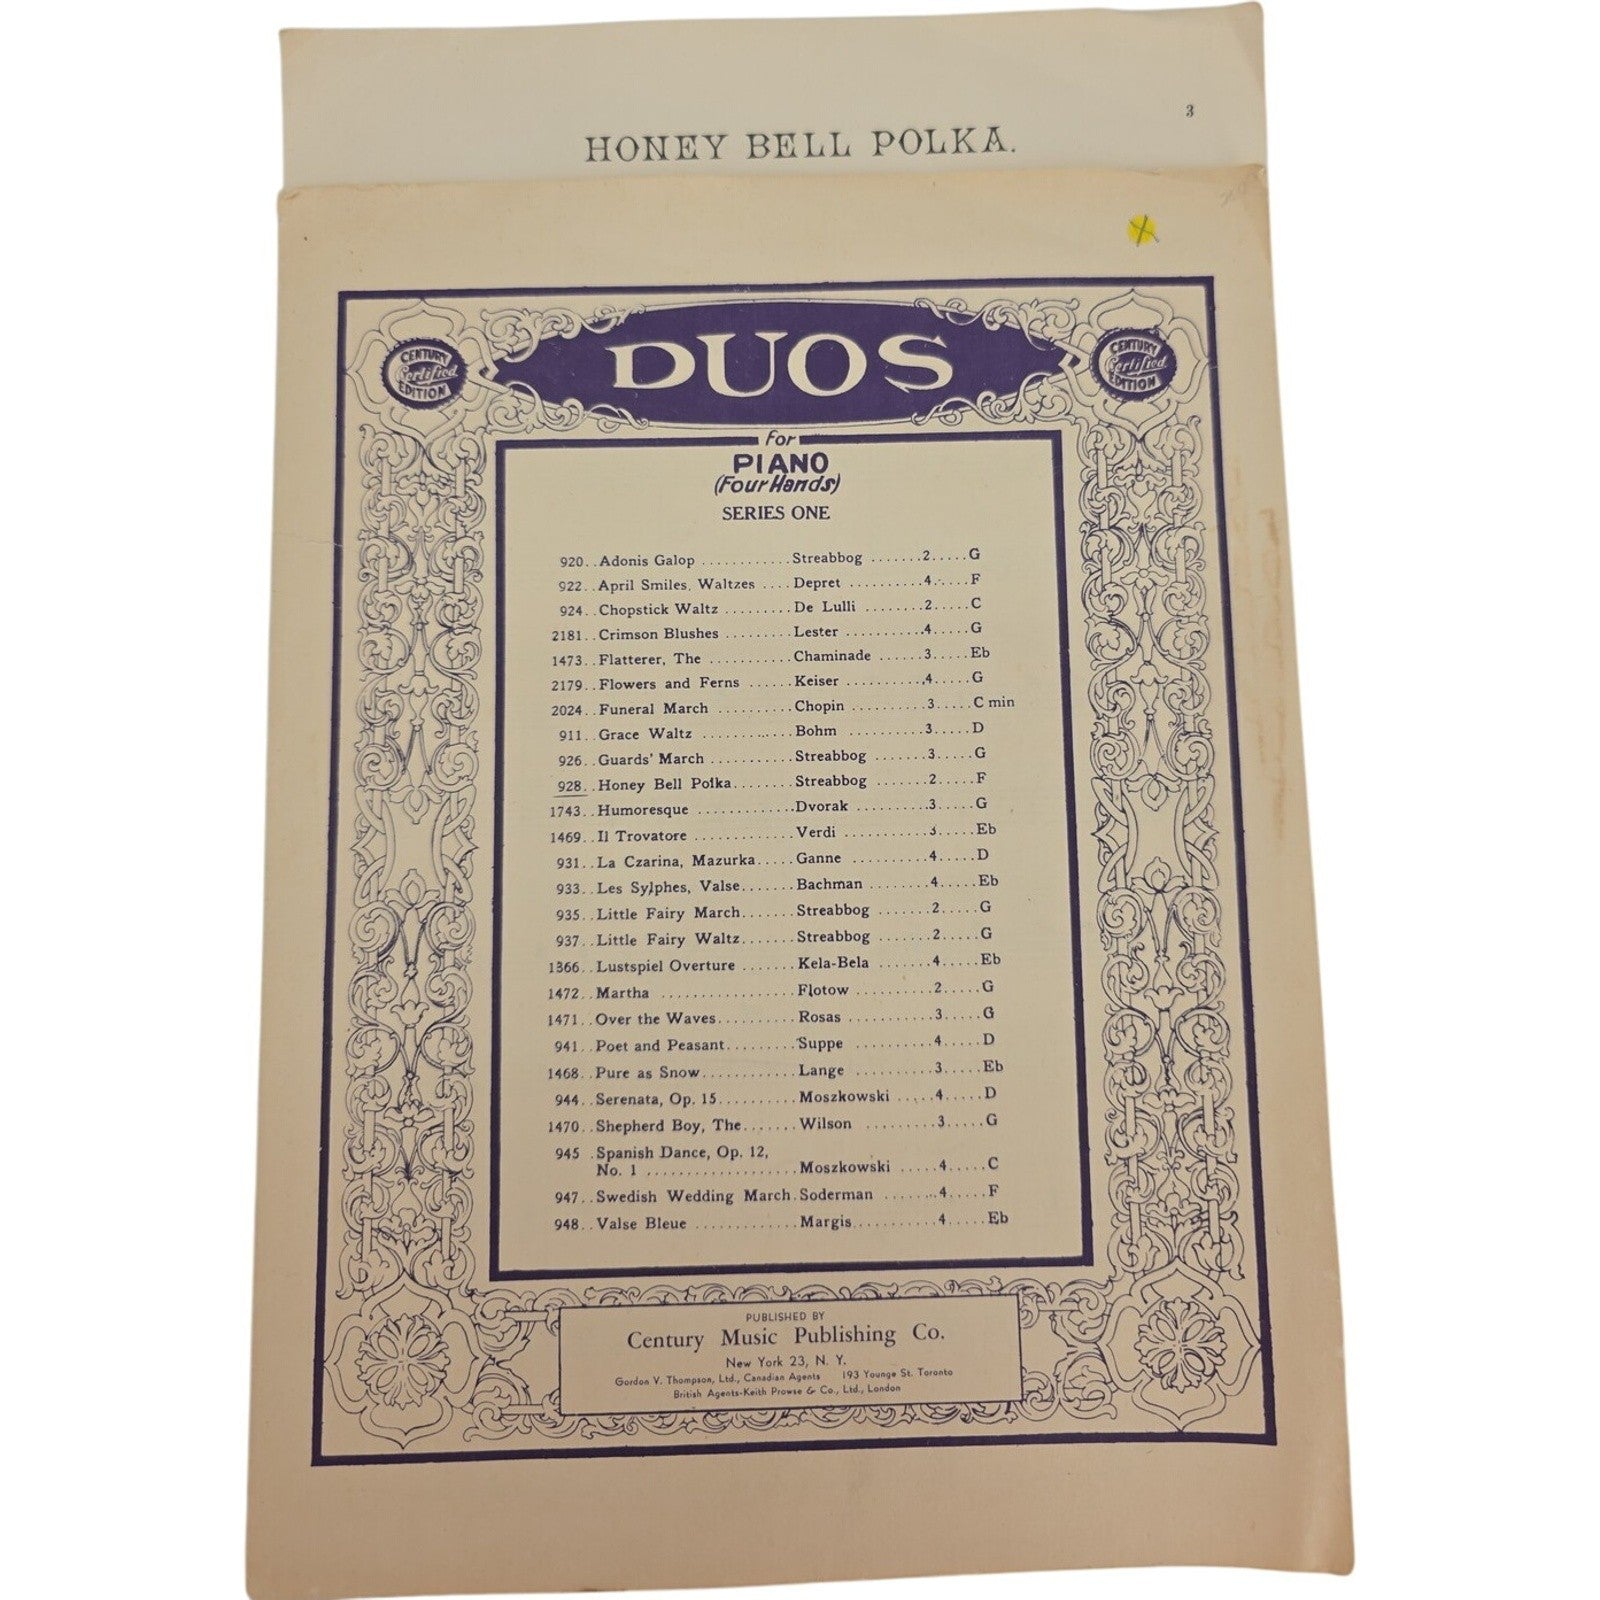 3
HONEY BELL POLKA.
X
DUOS
CENTURY
Certified
EDITION
CENTURY
Certified
EDITION
For
PIANO
(Four Hands)
SERIES ONE
920.. Adonis Galop ............ Streabbog .......2.....G
922.. April Smiles, Waltzes .... Depret ..........4.....F
924.. Chopstick Waltz ......... De Lulli ........2.....C
2181.. Crimson Blushes ......... Lester ..........4.....G
1473.. Flatterer, The ........... Chaminade ......3.....Eb
2179.. Flowers and Ferns ...... Keiser ..........4.....G
2024.. Funeral March .......... Chopin ..........3.....C min
911.. Grace Waltz ............ Bohm ..........3.....D
926.. Guards' March ........... Streabbog .......3.....G
928.. Honey Bell Polka........ Streabbog .......2.....F
1743.. Humoresque ............. Dvorak ..........3.....G
1469.. Il Trovatore ............. Verdi ...........3.....Eb
931.. La Czarina, Mazurka..... Ganne ..........4.....D
933.. Les Sylphes, Valse....... Bachman ........4.....Eb
935.. Little Fairy March....... Streabbog .......2.....G
937.. Little Fairy Waltz....... Streabbog .......2.....G
1366.. Lustspiel Overture ....... Kela-Bela .......4.....Eb
1472.. Martha ................. Flotow ..........2.....G
1471.. Over the Waves.......... Rosas ...........3.....G
941.. Poet and Peasant......... Suppe ..........4.....D
1468.. Pure as Snow............ Lange ...........3.....Eb
944.. Serenata, Op. 15.......... Moszkowski .....4.....D
1470.. Shepherd Boy, The....... Wilson .........3.....G
945 . Spanish Dance, Op. 12,
No. 1 ................... Moszkowski .....4.....C
947.. Swedish Wedding March. Soderman .......4.....F
948.. Valse Bleue ............. Margis...........4.....Eb
PUBLISHED BY
Century Music Publishing Co.
New York 23, N. Y.
Gordon V. Thompson, Ltd., Canadian Agents 193 Younge St. Toronto
British Agents-Keith Prowse & Co., Ltd., London